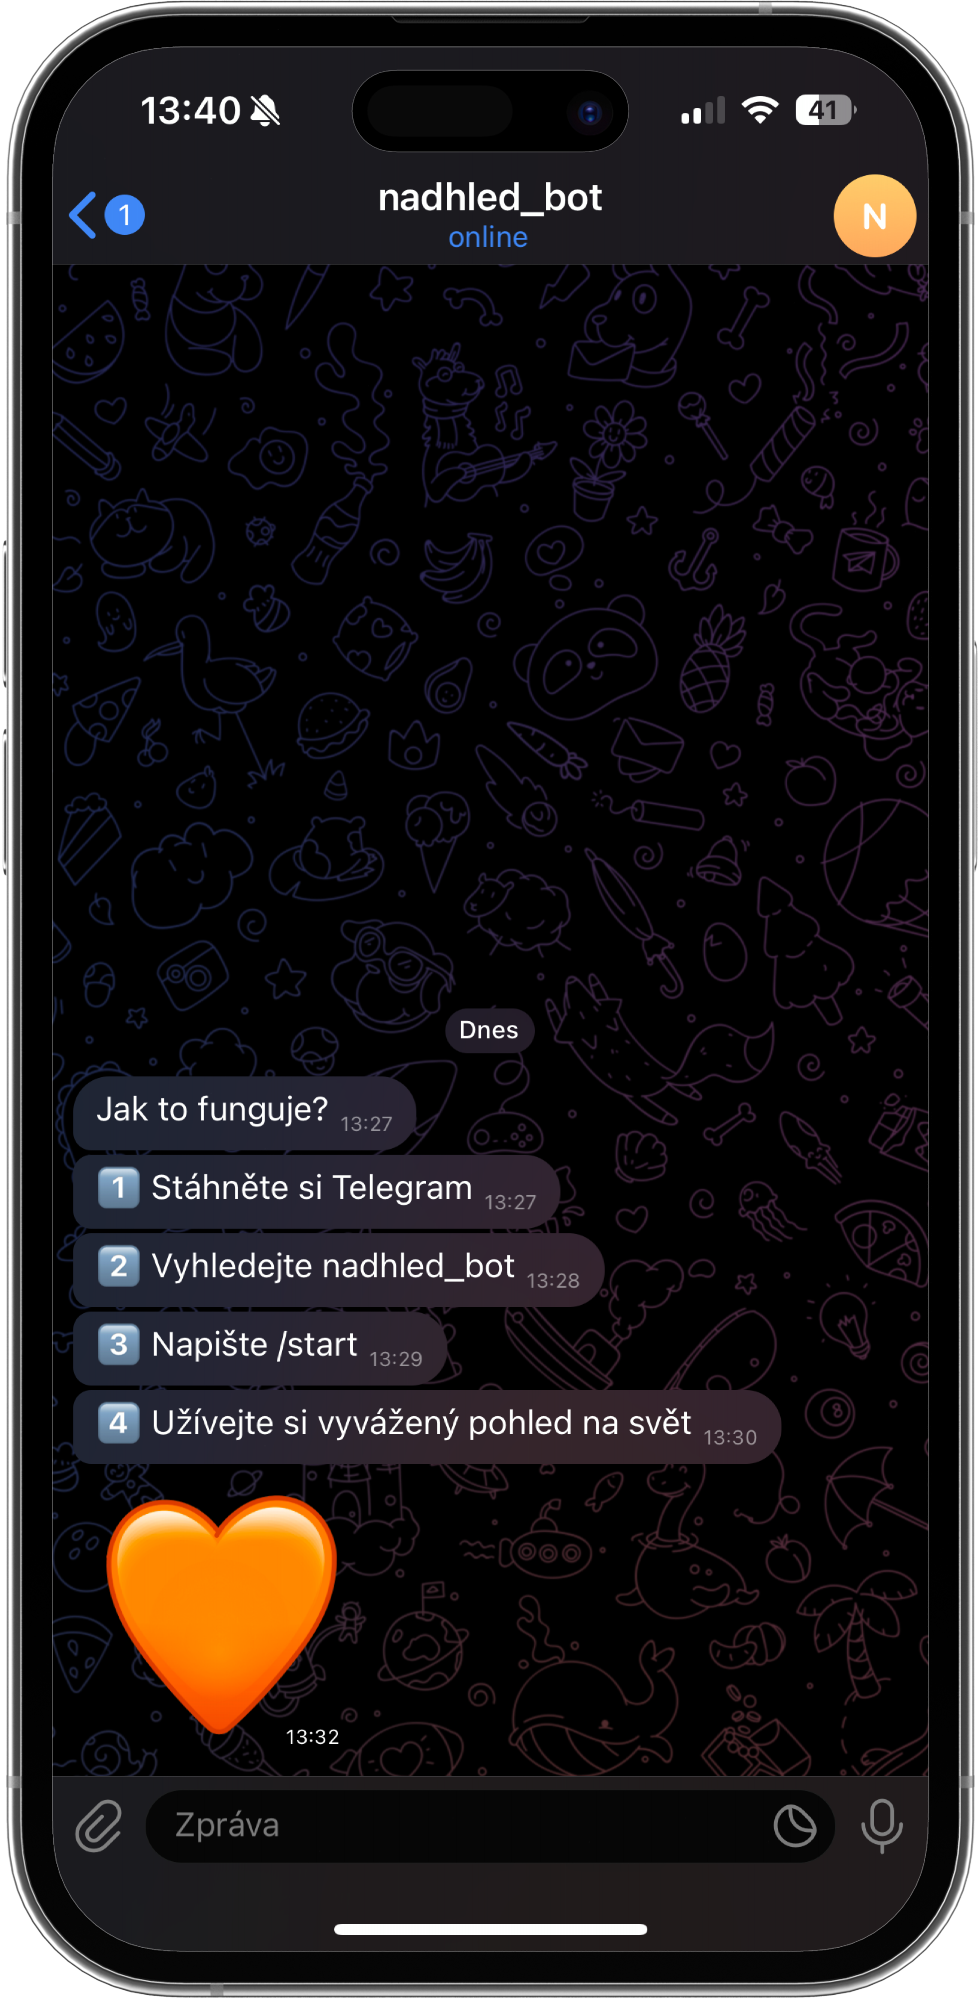 13:40
41
1
nadhled_bot
online
N
Dnes
Jak to funguje? 13:27
1 Stáhněte si Telegram 13:27
2 Vyhledejte nadhled_bot 13:28
3 Napište /start 13:29
4 Užívejte si vyvážený pohled na svět 13:30
13:32
Zpráva